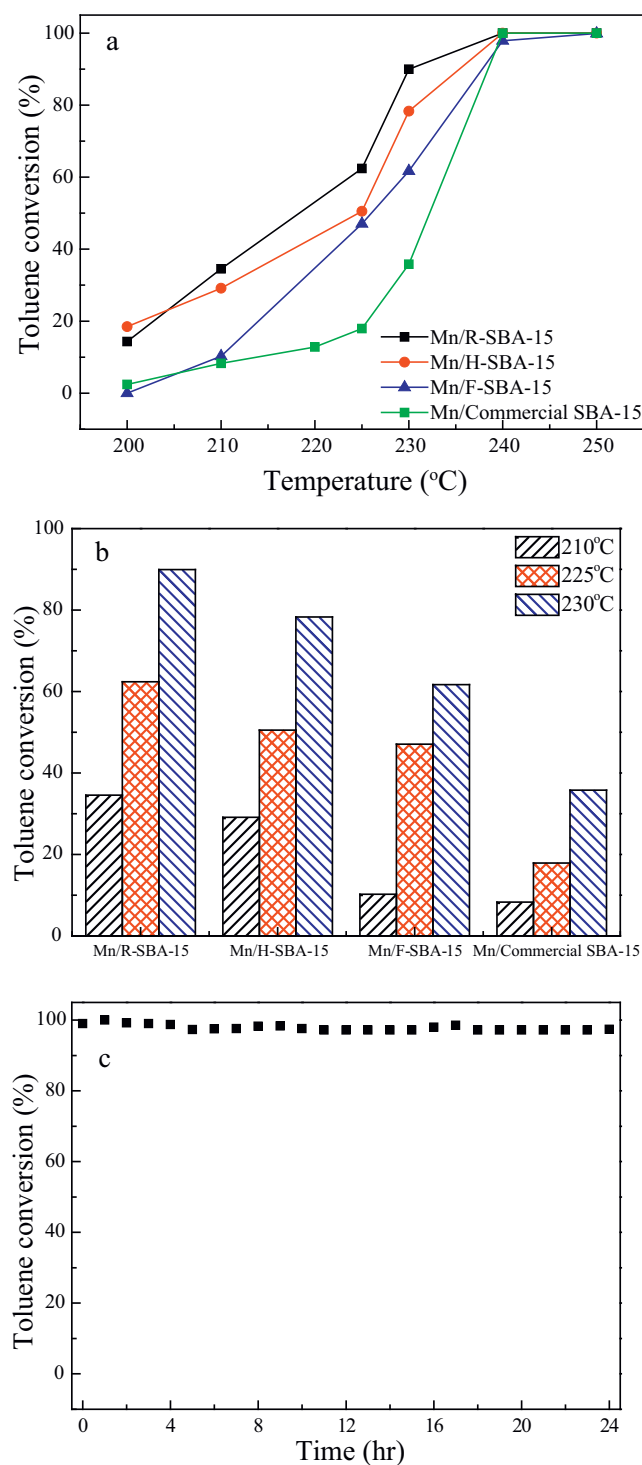 a
Toluene conversion (%)
100
80
60
40
20
0
Mn/R-SBA-15
Mn/H-SBA-15
Mn/F-SBA-15
Mn/Commercial SBA-15
200 210 220 230 240 250
Temperature (°C)
b
Toluene conversion (%)
100
80
60
40
20
0
210°C
225°C
230°C
Mn/R-SBA-15 Mn/H-SBA-15 Mn/F-SBA-15 Mn/Commercial SBA-15
c
Toluene conversion (%)
100
80
60
40
20
0
0 4 8 12 16 20 24
Time (hr)